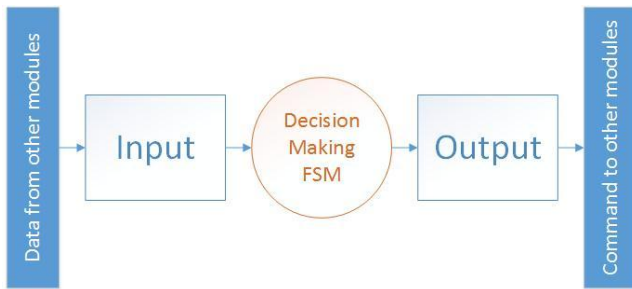 Data from other modules
Input
Decision
Making
FSM
Output
Command to other modules